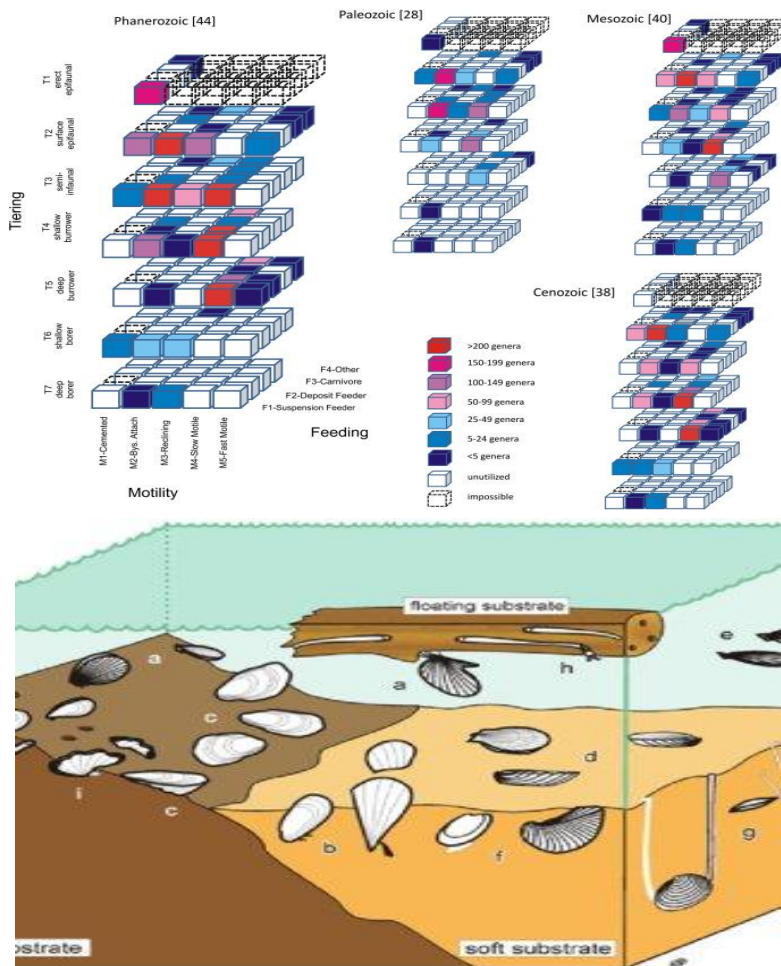 Phanerozoic [44]
Paleozoic [28]
Mesozoic [40]
Cenozoic [38]
Tiering
T1
erect
epifaunal
T2
surface
epifaunal
T3
semi-
infaunal
T4
shallow
burrower
T5
deep
burrower
T6
shallow
borer
T7
deep
borer
F4-Other
F3-Carnivore
F2-Deposit Feeder
F1-Suspension Feeder
Feeding
M1-Cemented
M2-Bys. Attach
M3-Reclining
M4-Slow Motile
M5-Fast Motile
Motility
>200 genera
150-199 genera
100-149 genera
50-99 genera
25-49 genera
5-24 genera
<5 genera
unutilized
impossible
floating substrate
a
a
h
e
c
d
i
c
b
f
g
ostrate
soft substrate